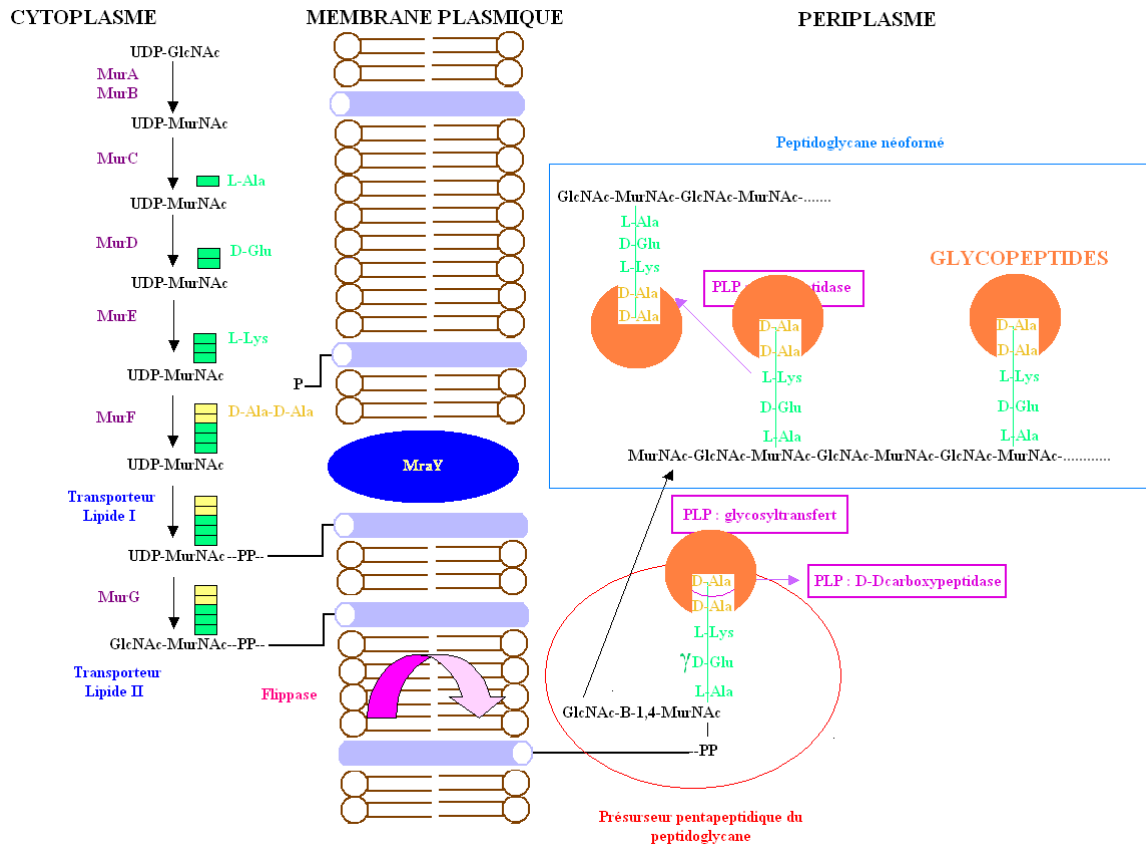 CYTOPLASME
MEMBRANE PLASMIQUE
PERIPLASME
UDP-GlcNAc
MurA
MurB
UDP-MurNAc
MurC
L-Ala
UDP-MurNAc
MurD
D-Glu
UDP-MurNAc
MurE
L-Lys
UDP-MurNAc
P
MurF
D-Ala-D-Ala
UDP-MurNAc
MraY
Transporteur
Lipide I
UDP-MurNAc--PP--
MurG
GlcNAc-MurNAc--PP--
Transporteur
Lipide II
Flippase
Peptidoglycane néoformé
GlcNAc-MurNAc-GlcNAc-MurNAc-.......
L-Ala
D-Glu
L-Lys
D-Ala
D-Ala
PLP
GLYCOPEPTIDES
D-Ala
D-Ala
L-Lys
D-Glu
L-Ala
D-Ala
D-Ala
L-Lys
D-Glu
L-Ala
MurNAc-GlcNAc-MurNAc-GlcNAc-MurNAc-GlcNAc-MurNAc-............
PLP : glycosyltransfert
PLP : D-Dcarboxypeptidase
D-Ala
D-Ala
L-Lys
γ D-Glu
L-Ala
GlcNAc-B-1,4-MurNAc
--PP
Présurseur pentapeptidique du
peptidoglycane